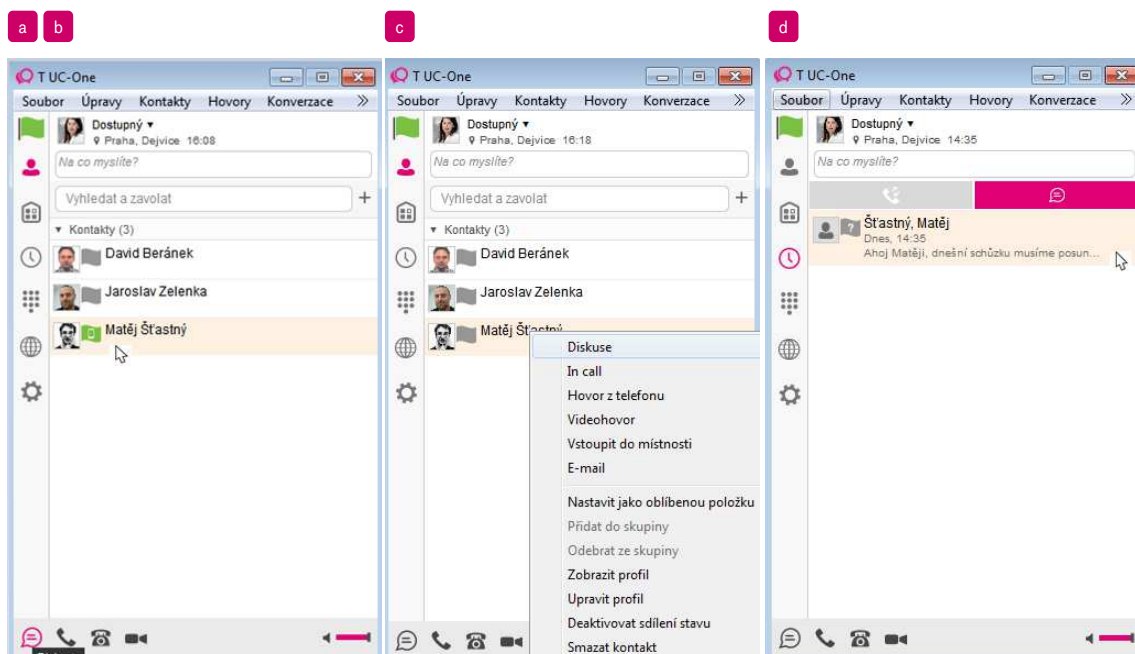 a b
T UC-One
Soubor Úpravy Kontakty Hovory Konverzace »
Dostupný ▾
Praha, Dejvice 16:08
Na co myslíte?
Vyhledat a zavolat +
▾ Kontakty (3)
David Beránek
Jaroslav Zelenka
Matěj Šťastný
c
T UC-One
Soubor Úpravy Kontakty Hovory Konverzace »
Dostupný ▾
Praha, Dejvice 16:18
Na co myslíte?
Vyhledat a zavolat +
▾ Kontakty (3)
David Beránek
Jaroslav Zelenka
Matěj Šťastný
Diskuse
In call
Hovor z telefonu
Videohovor
Vstoupit do místnosti
E-mail
Nastavit jako oblíbenou položku
Přidat do skupiny
Odebrat ze skupiny
Zobrazit profil
Upravit profil
Deaktivovat sdílení stavu
Smazat kontakt
d
T UC-One
Soubor Úpravy Kontakty Hovory Konverzace »
Dostupný ▾
Praha, Dejvice 14:35
Na co myslíte?
?
Šťastný, Matěj
Dnes, 14:35
Ahoj Matěji, dnešní schůzku musíme posun...